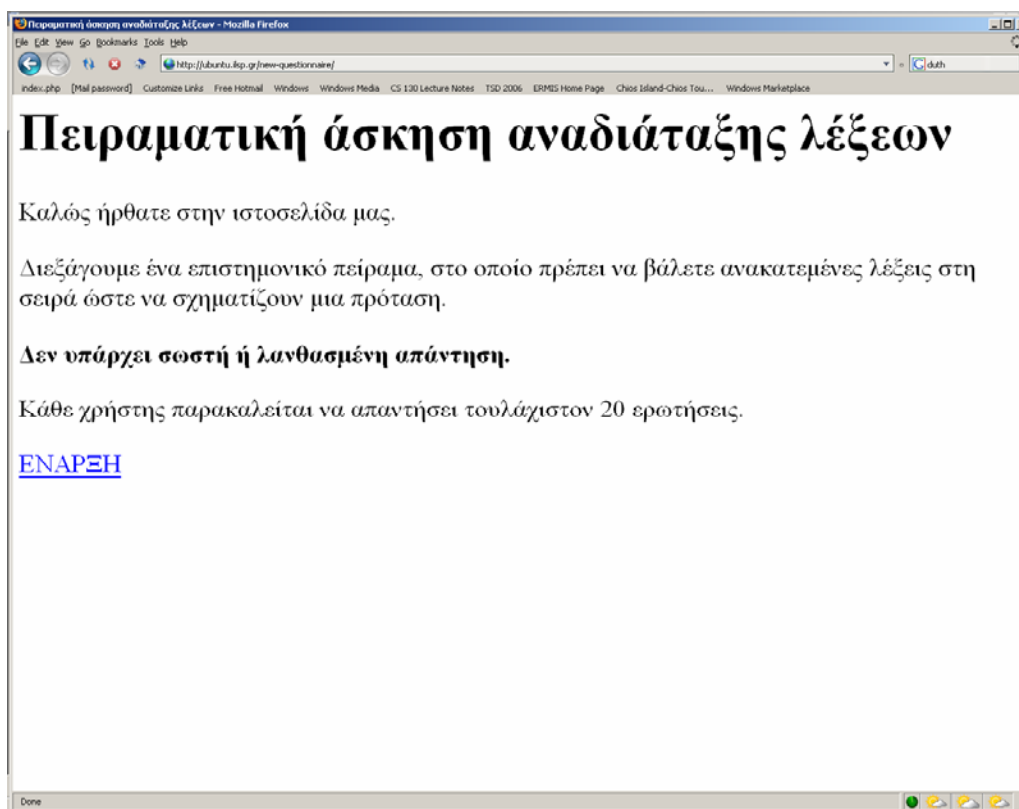 Πειραματική άσκηση αναδιάταξης λέξεων - Mozilla Firefox
File Edit View Go Bookmarks Tools Help
http://ubuntu.ilsp.gr/new-questionnaire/ duth
index.php [Mail password] Customize Links Free Hotmail Windows Windows Media CS 130 Lecture Notes TSD 2006 ERMIS Home Page Chios Island-Chios Tou... Windows Marketplace
Πειραματική άσκηση αναδιάταξης λέξεων
Καλώς ήρθατε στην ιστοσελίδα μας.
Διεξάγουμε ένα επιστημονικό πείραμα, στο οποίο πρέπει να βάλετε ανακατεμένες λέξεις στη
σειρά ώστε να σχηματίζουν μια πρόταση.
Δεν υπάρχει σωστή ή λανθασμένη απάντηση.
Κάθε χρήστης παρακαλείται να απαντήσει τουλάχιστον 20 ερωτήσεις.
ΕΝΑΡΞΗ
Done